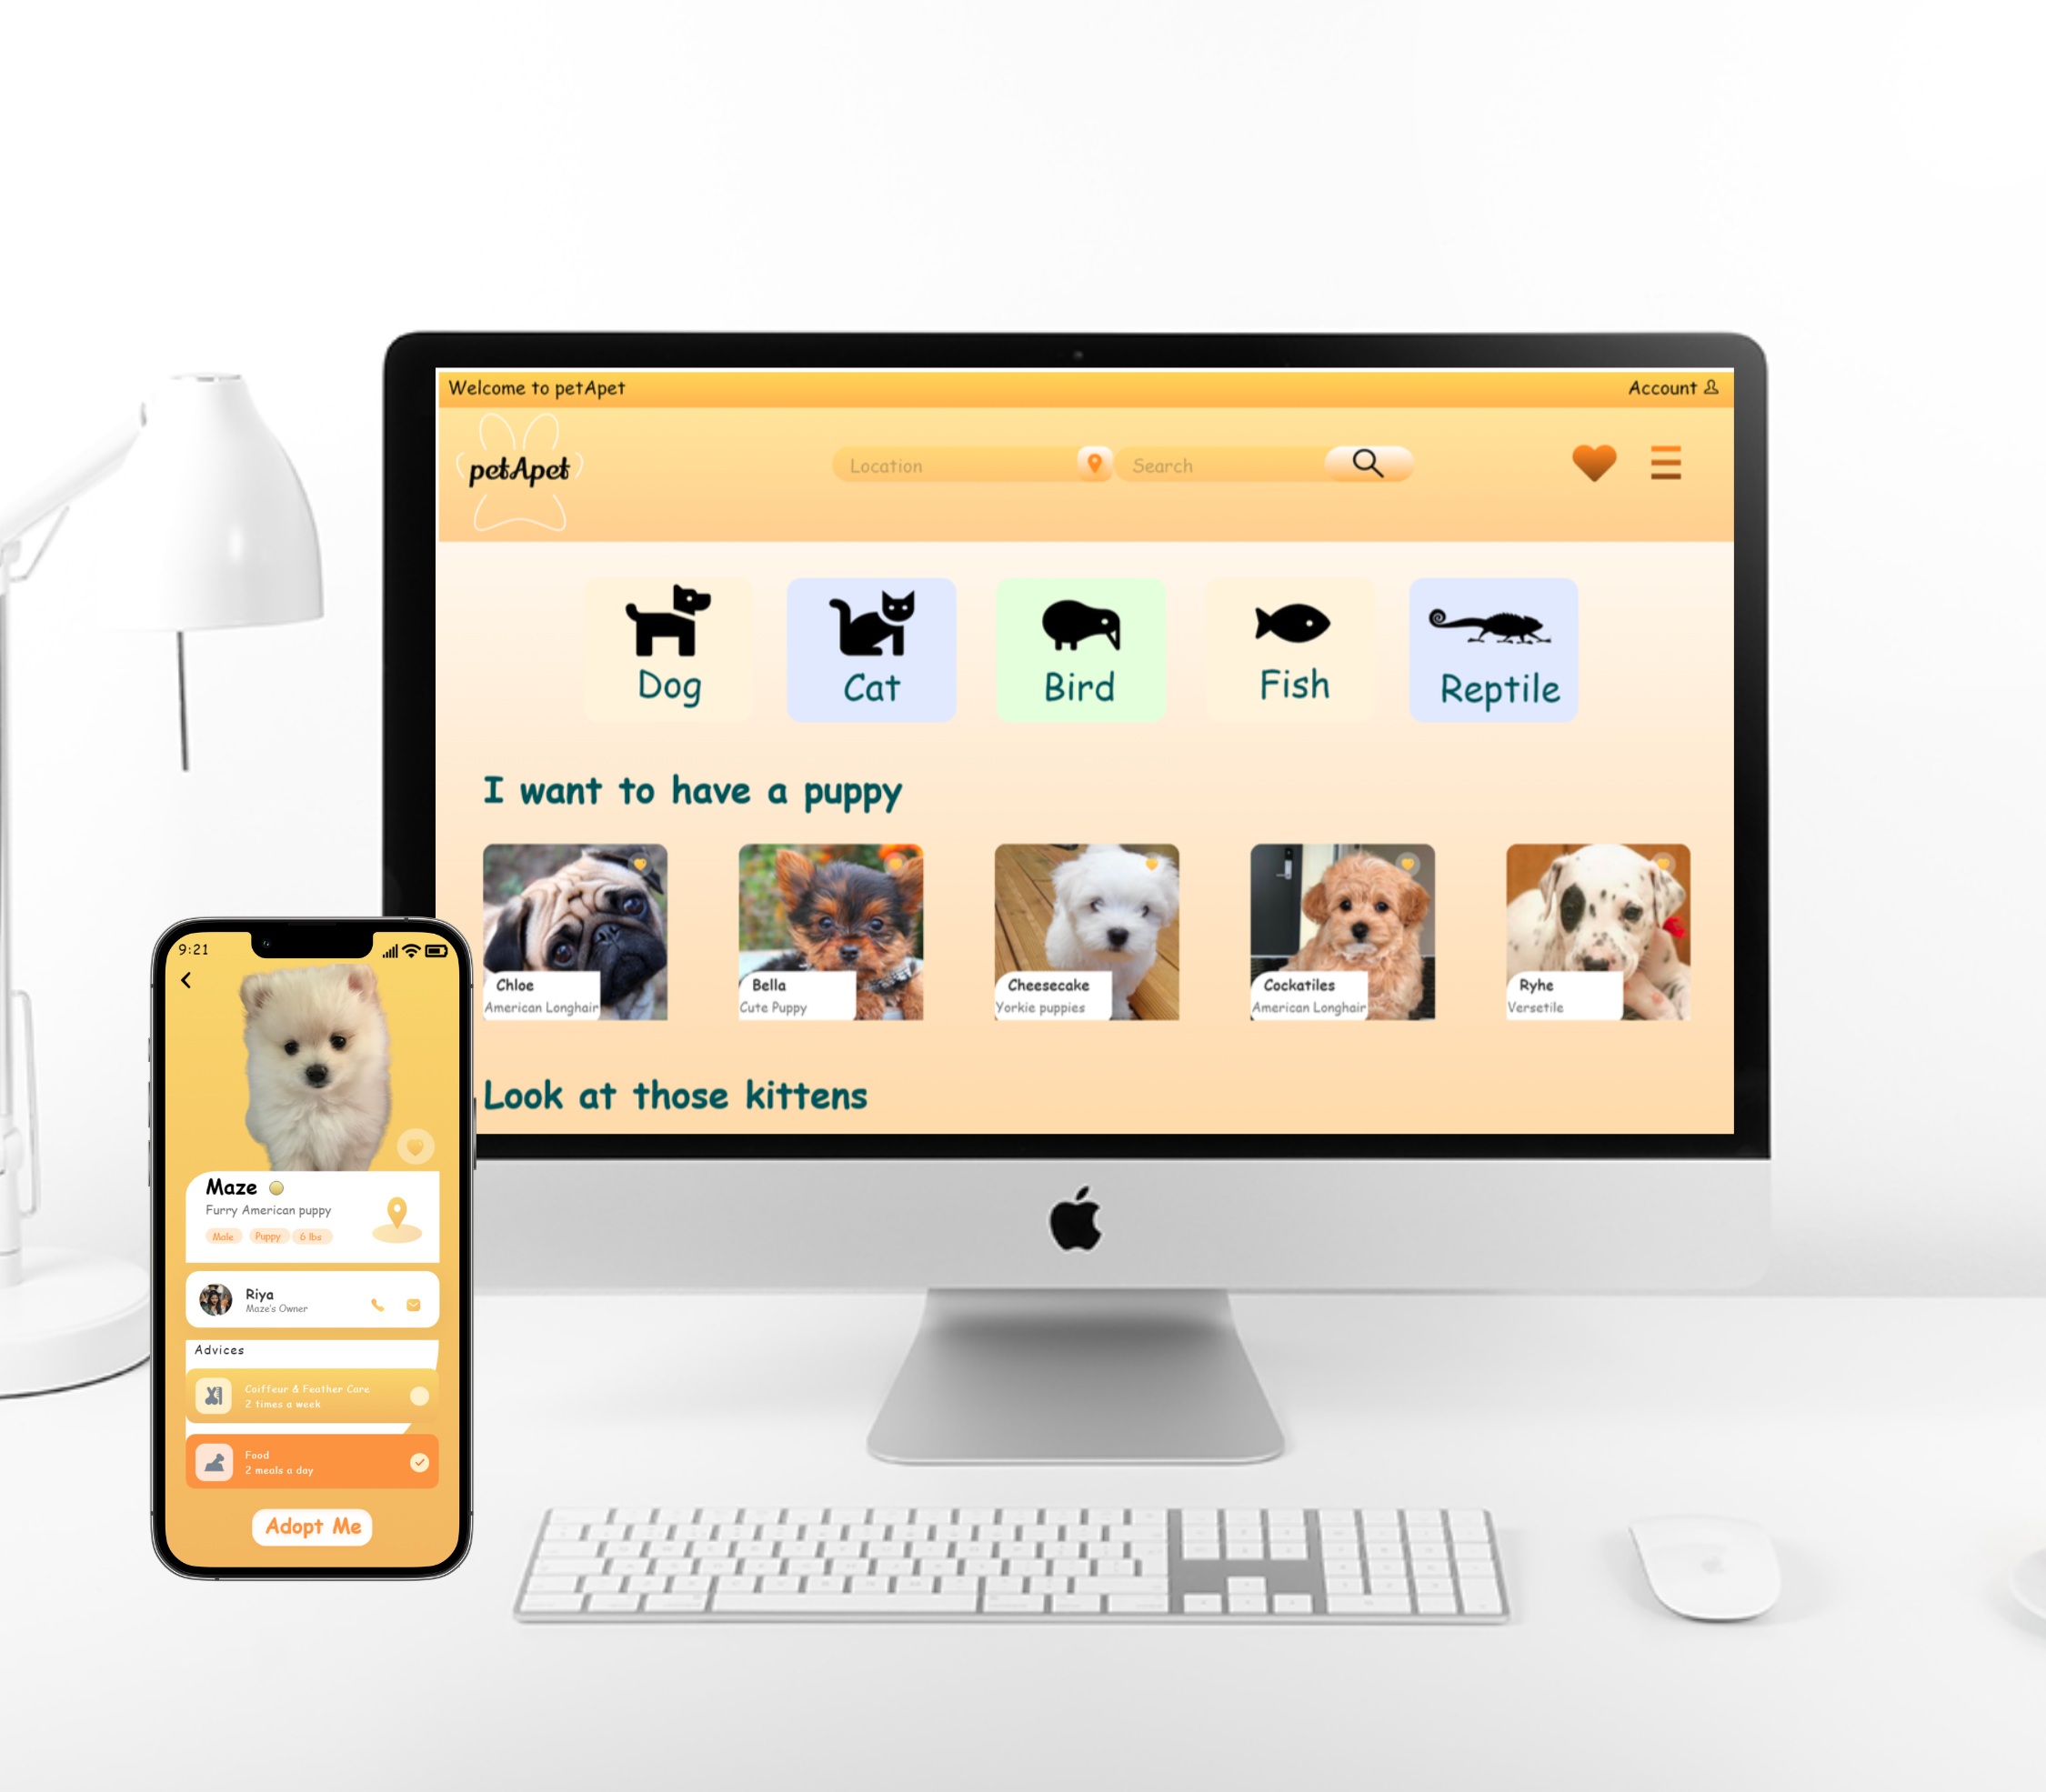 Welcome to petApet
Account
petApet
Location
Search
Dog
Cat
Bird
Fish
Reptile
I want to have a puppy
Chloe
American Longhair
Bella
Cute Puppy
Cheesecake
Yorkie puppies
Cockatiles
American Longhair
Ryhe
Versetile
Look at those kittens
9:21
Maze
Furry American puppy
Male
Puppy
6 lbs
Riya
Maze's Owner
Advices
Coiffeur & Feather Care
2 times a week
Food
2 meals a day
Adopt Me